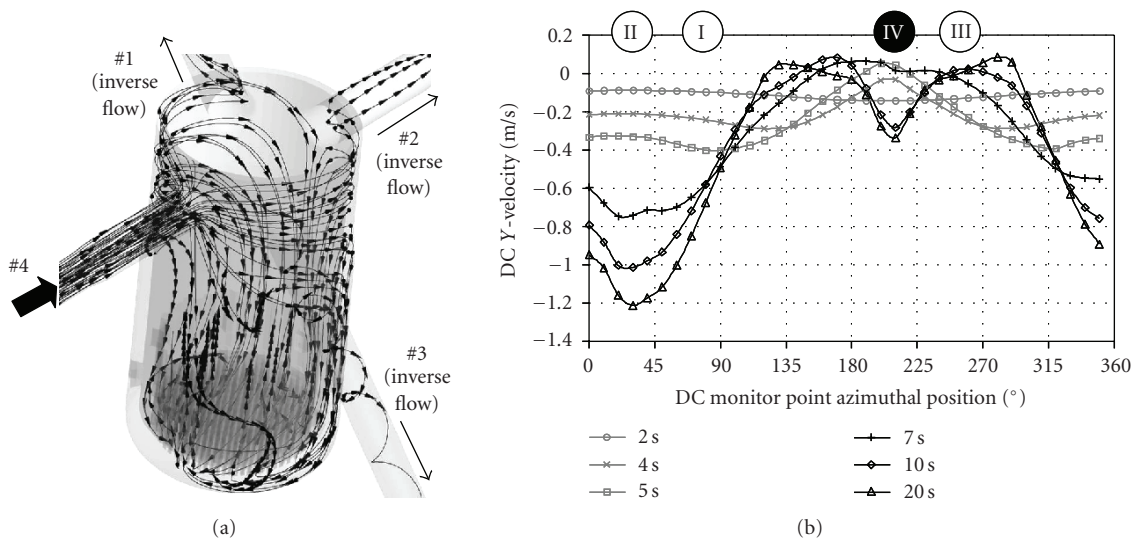 #1
(inverse
flow)
#2
(inverse
flow)
#4
#3
(inverse
flow)
(a)
II
I
IV
III
0.2
0
−0.2
−0.4
−0.6
−0.8
−1
−1.2
−1.4
DC Y-velocity (m/s)
0
45
90
135
180
225
270
315
360
DC monitor point azimuthal position (°)
2 s
4 s
5 s
7 s
10 s
20 s
(b)